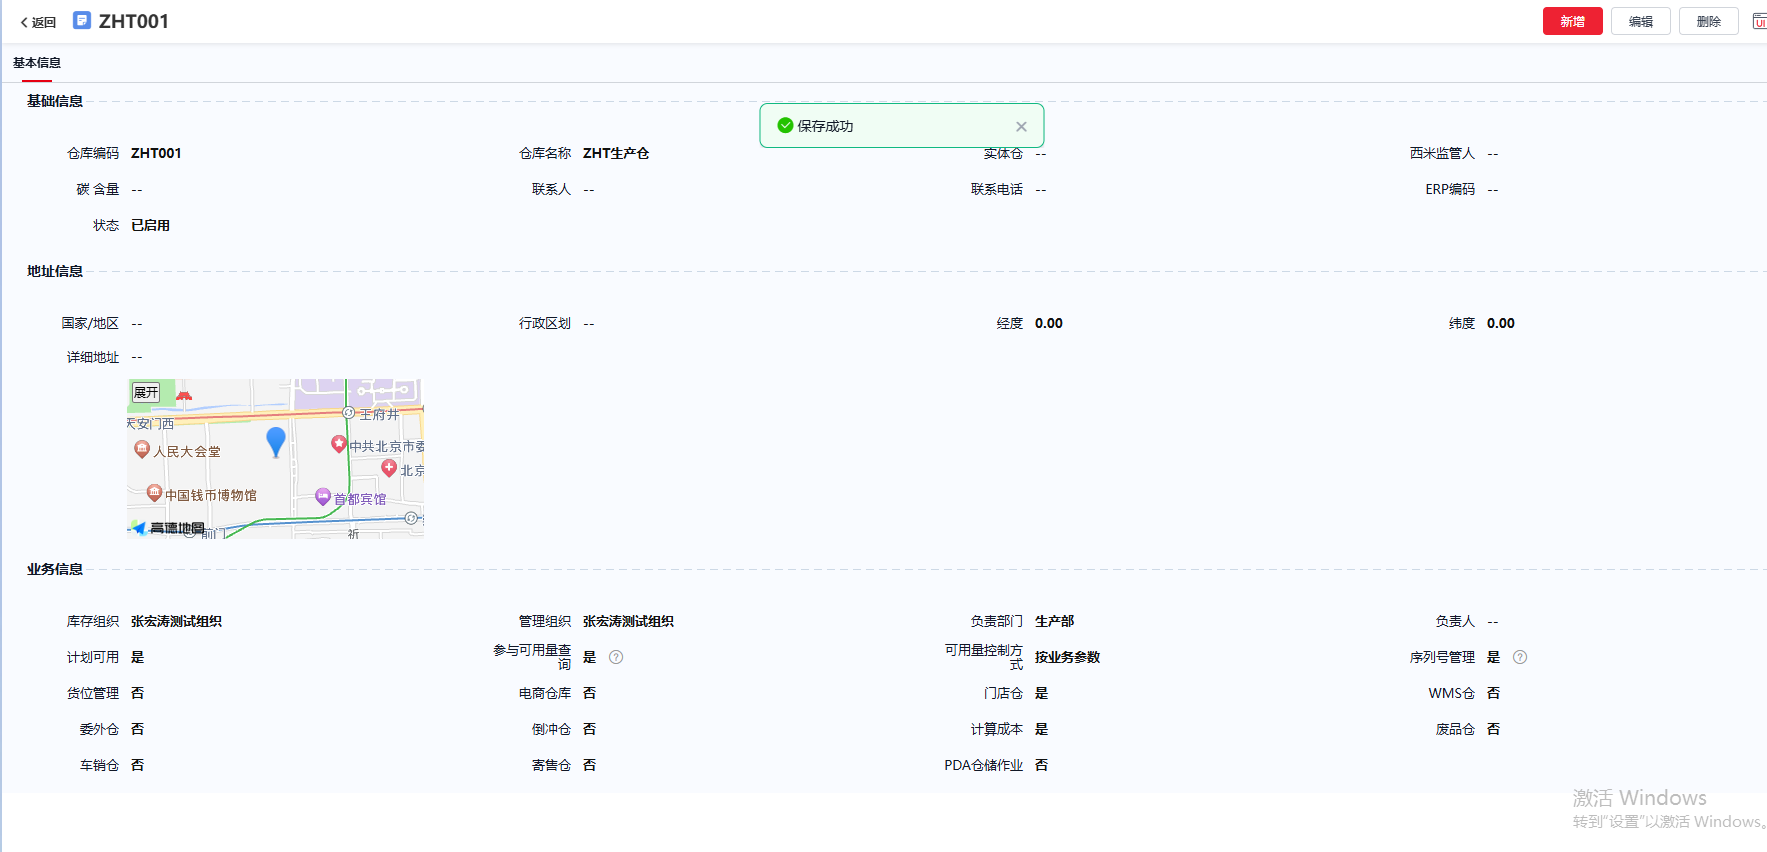 返回 ZHT001 新增 编辑 删除 UI
基本信息
基础信息
保存成功
仓库编码 ZHT001 仓库名称 ZHT生产仓 实体仓 -- 西米监管人 --
碳 含量 -- 联系人 -- 联系电话 -- ERP编码 --
状态 已启用
地址信息
国家/地区 -- 行政区划 -- 经度 0.00 纬度 0.00
详细地址 --
展开
王府井
天安门西
中共北京市委
人民大会堂
北京
中国钱币博物馆
首都宾馆
高德地图
前门
祈
业务信息
库存组织 张宏涛测试组织 管理组织 张宏涛测试组织 负责部门 生产部 负责人 --
计划可用 是 参与可用量查询 是 ? 可用量控制方式 按业务参数 序列号管理 是 ?
货位管理 否 电商仓库 否 门店仓 是 WMS仓 否
委外仓 否 倒冲仓 否 计算成本 是 废品仓 否
车销仓 否 寄售仓 否 PDA仓储作业 否
激活 Windows
转到“设置”以激活 Windows。